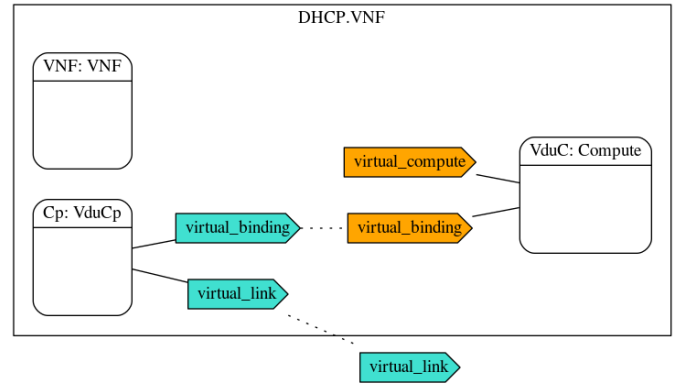 DHCP.VNF
VNF: VNF
virtual_compute
VduC: Compute
Cp: VduCp
virtual_binding
virtual_binding
virtual_link
virtual_link